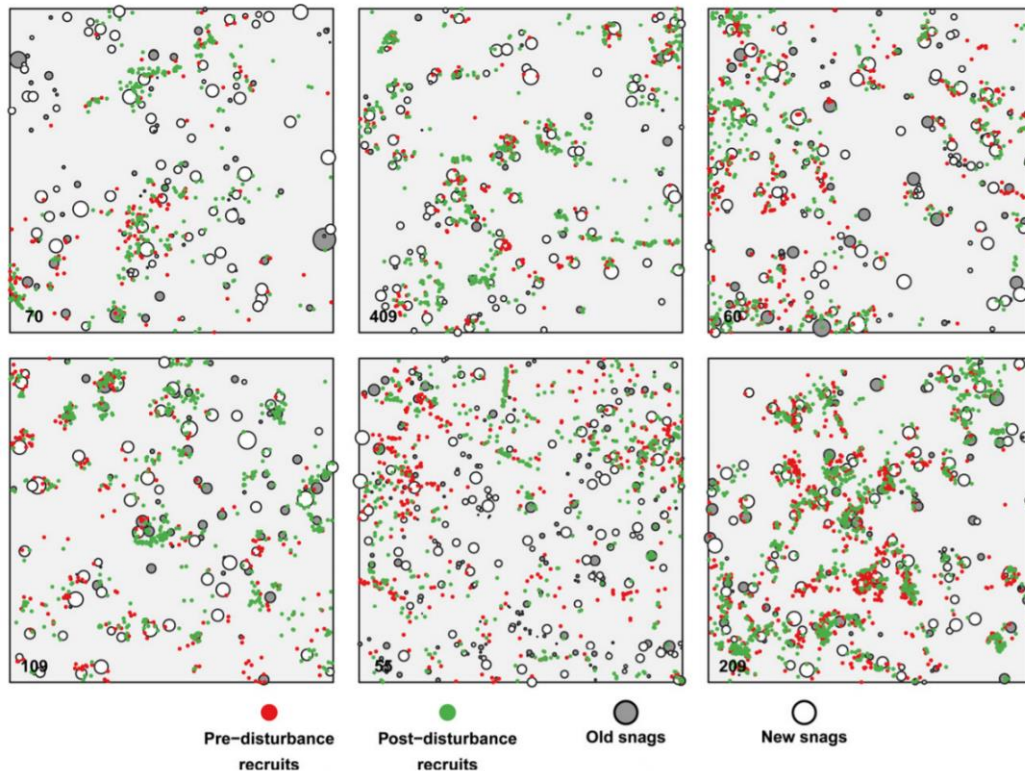 70
409
60
109
55
209
Pre-disturbance
recruits
Post-disturbance
recruits
Old snags
New snags